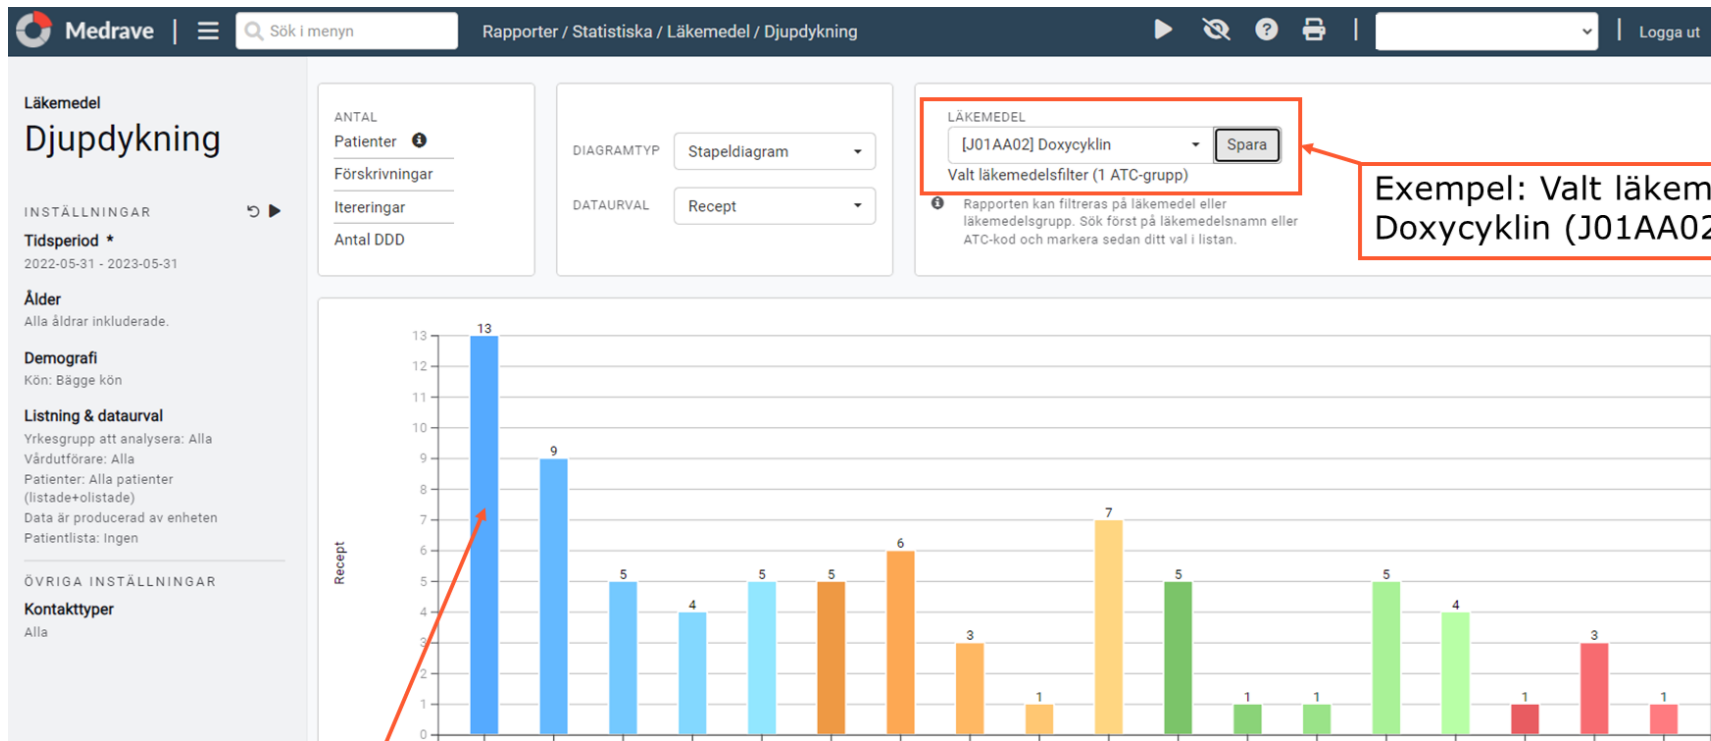 Medrave
Sök i menyn
Rapporter / Statistiska / Läkemedel / Djupdykning
Logga ut
Läkemedel
Djupdykning
INSTÄLLNINGAR
Tidsperiod *
2022-05-31 - 2023-05-31
Ålder
Alla åldrar inkluderade.
Demografi
Kön: Bägge kön
Listning & dataurval
Yrkesgrupp att analysera: Alla
Vårdutförare: Alla
Patienter: Alla patienter
(listade+olistade)
Data är producerad av enheten
Patientlista: Ingen
ÖVRIGA INSTÄLLNINGAR
Kontakttyper
Alla
ANTAL
Patienter
Förskrivningar
Itereringar
Antal DDD
DIAGRAMTYP
Stapeldiagram
DATAURVAL
Recept
LÄKEMEDEL
[J01AA02] Doxycyklin
Spara
Valt läkemedelsfilter (1 ATC-grupp)
Rapporten kan filtreras på läkemedel eller
läkemedelsgrupp. Sök först på läkemedelsnamn eller
ATC-kod och markera sedan ditt val i listan.
Exempel: Valt läkem
Doxycyklin (J01AA02
Recept
13
12
11
10
9
8
7
6
5
4
3
2
1
0
13
9
5
4
5
5
6
3
1
7
5
1
1
5
4
1
3
1